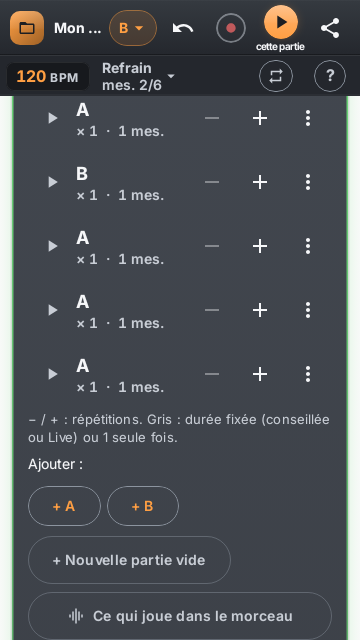 Mon ...
B
cette partie
120 BPM
Refrain
mes. 2/6
?
A
× 1 · 1 mes.
B
× 1 · 1 mes.
A
× 1 · 1 mes.
A
× 1 · 1 mes.
A
× 1 · 1 mes.
− / + : répétitions. Gris : durée fixée (conseillée
ou Live) ou 1 seule fois.
Ajouter :
+ A
+ B
+ Nouvelle partie vide
Ce qui joue dans le morceau